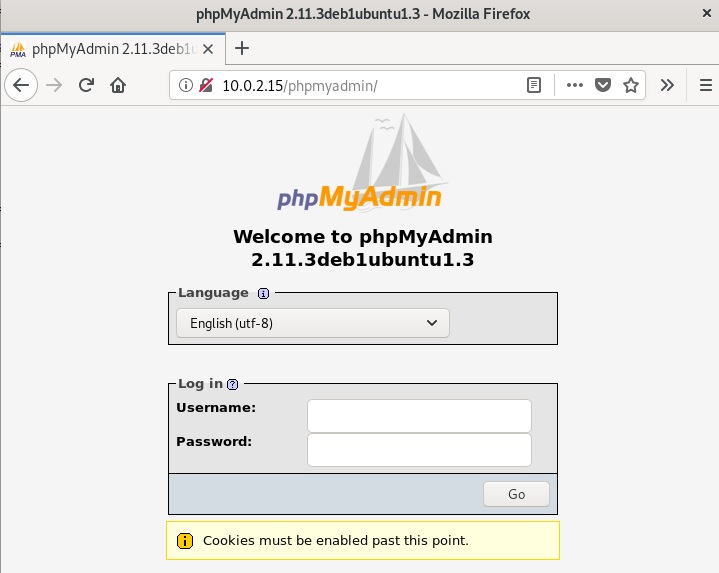 phpMyAdmin 2.11.3deb1ubuntu1.3 - Mozilla Firefox
PMA phpMyAdmin 2.11.3deb1u
10.0.2.15/phpmyadmin/
phpMyAdmin
Welcome to phpMyAdmin
2.11.3deb1ubuntu1.3
Language
English (utf-8)
Log in
Username:
Password:
Go
Cookies must be enabled past this point.